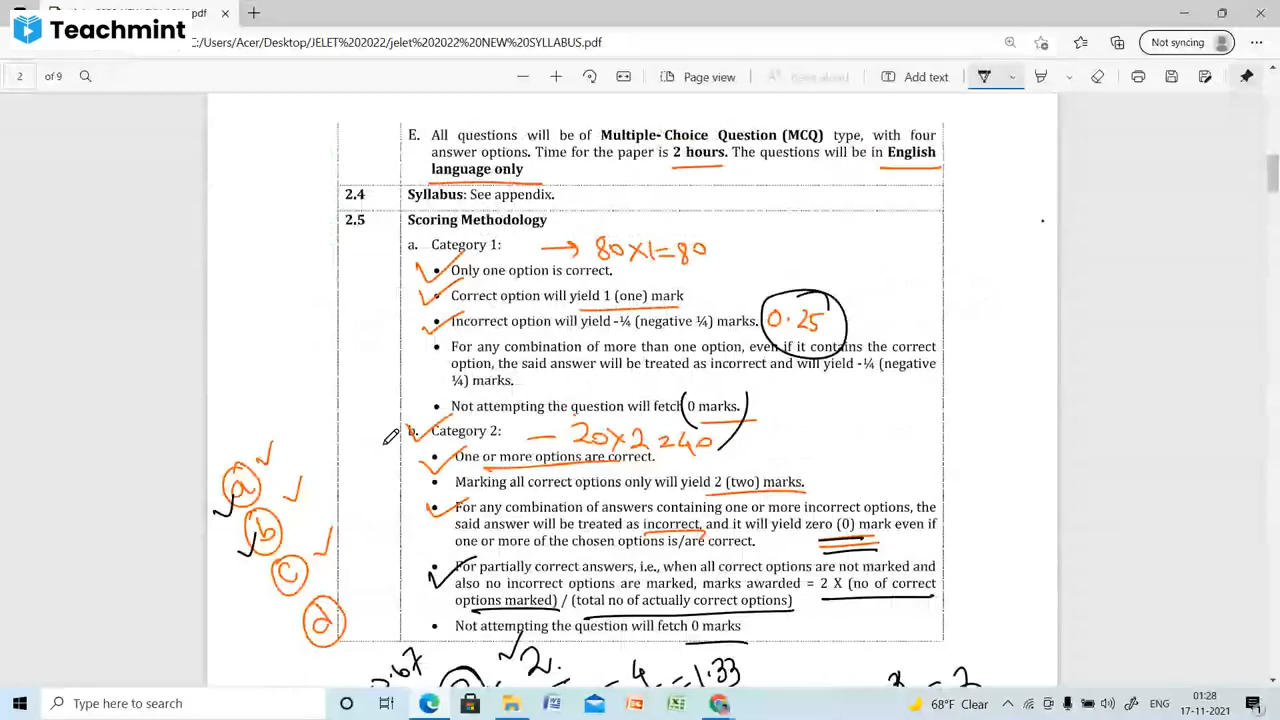 Teachmint
pdf
:/Users/Acer/Desktop/JELET%202022/jelet%202022%20NEW%20SYLLABUS.pdf
Not syncing
2 of 9
Page view
Read aloud
Add text
E. All questions will be of Multiple- Choice Question (MCQ) type, with four
answer options. Time for the paper is 2 hours. The questions will be in English
language only
2.4 Syllabus: See appendix.
2.5 Scoring Methodology
a. Category 1: → 80×1=80
• Only one option is correct.
• Correct option will yield 1 (one) mark
• Incorrect option will yield -¼ (negative ¼) marks. 0.25
• For any combination of more than one option, even if it contains the correct
option, the said answer will be treated as incorrect and will yield -¼ (negative
¼) marks.
• Not attempting the question will fetch 0 marks.
b. Category 2: — 20×2=40
• One or more options are correct.
• Marking all correct options only will yield 2 (two) marks.
• For any combination of answers containing one or more incorrect options, the
said answer will be treated as incorrect, and it will yield zero (0) mark even if
one or more of the chosen options is/are correct.
• For partially correct answers, i.e., when all correct options are not marked and
also no incorrect options are marked, marks awarded = 2 X (no of correct
options marked) / (total no of actually correct options)
• Not attempting the question will fetch 0 marks
a
b
c
d
2. = 4 = 1.33
Type here to search
68°F Clear
ENG
01:28
17-11-2021